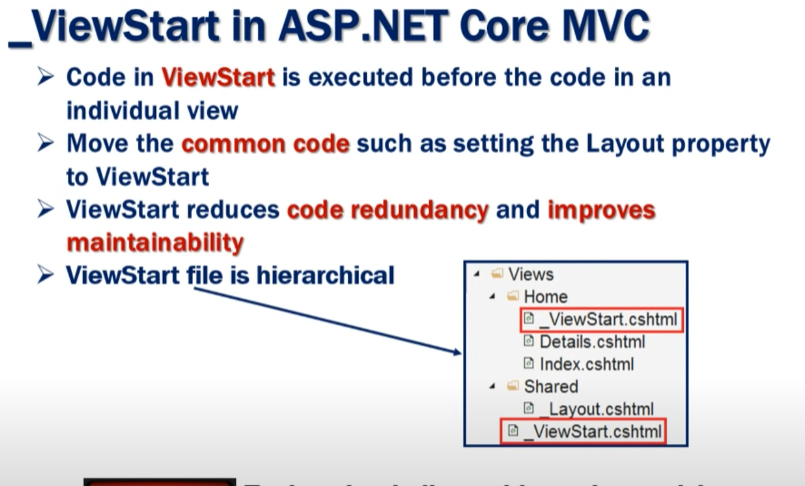 _ViewStart in ASP.NET Core MVC
Code in ViewStart is executed before the code in an
individual view
Move the common code such as setting the Layout property
to ViewStart
ViewStart reduces code redundancy and improves
maintainability
ViewStart file is hierarchical
Views
Home
_ViewStart.cshtml
Details.cshtml
Index.cshtml
Shared
_Layout.cshtml
_ViewStart.cshtml